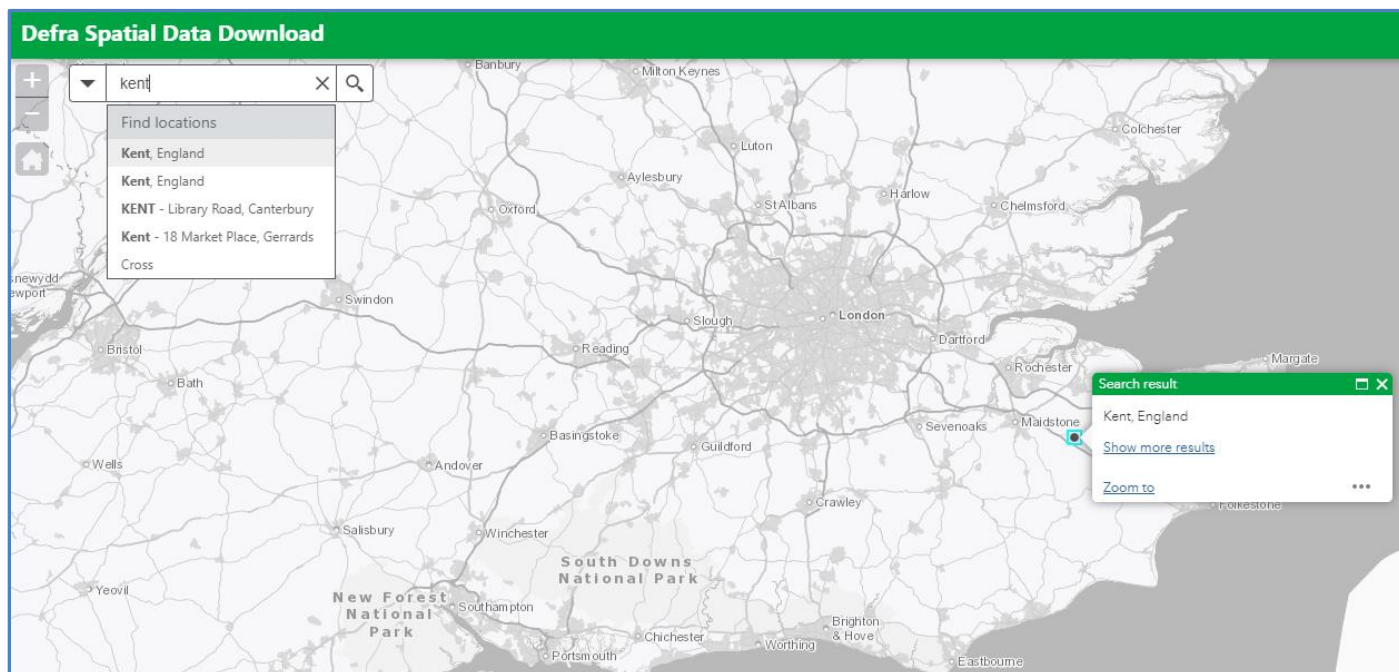 Defra Spatial Data Download
kent
Find locations
Kent, England
Kent, England
KENT - Library Road, Canterbury
Kent - 18 Market Place, Gerrards
Cross
Banbury
Milton Keynes
Colchester
Luton
Aylesbury
Harlow
Oxford
St Albans
Chelmsford
snewydd
ewport
Swindon
Slough
London
Bristol
Reading
Dartford
Bath
Rochester
Margate
Search result
Kent, England
Show more results
Zoom to
Basingstoke
Guildford
Sevenoaks
Maidstone
Wells
Andover
Crawley
Folkestone
Salisbury
Winchester
South Downs
National Park
Yeovil
New Forest
National
Park
Southampton
Chichester
Portsmouth
Worthing
Brighton
& Hove
Eastbourne